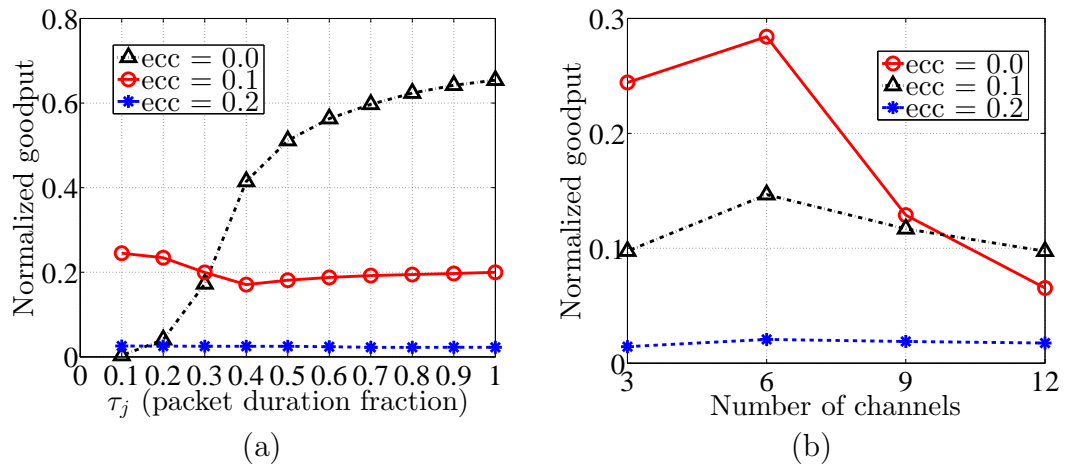 0.8
0.6
0.4
0.2
0
Normalized goodput
ecc = 0.0
ecc = 0.1
ecc = 0.2
0 0.1 0.2 0.3 0.4 0.5 0.6 0.7 0.8 0.9 1
τj (packet duration fraction)
(a)
0.3
0.2
0.1
0
Normalized goodput
ecc = 0.0
ecc = 0.1
ecc = 0.2
3 6 9 12
Number of channels
(b)